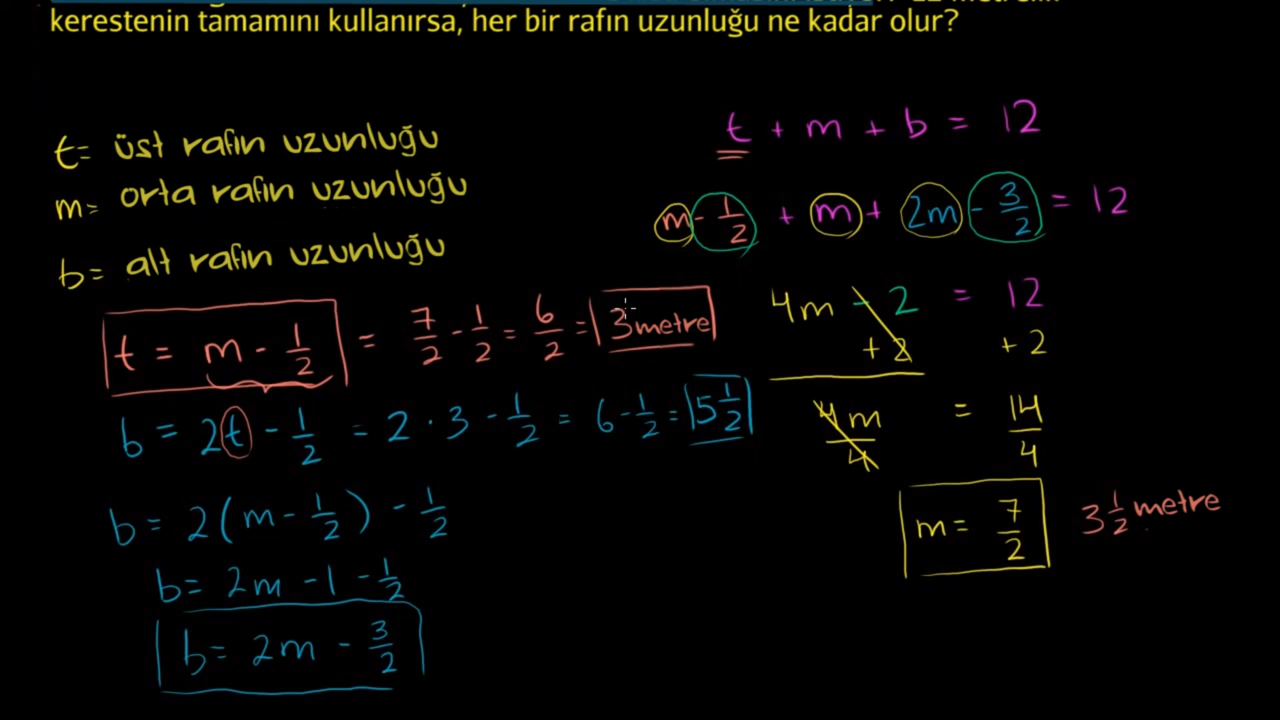 kerestenin tamamını kullanırsa, her bir rafın uzunluğu ne kadar olur?
t + m + b = 12
t= üst rafın uzunluğu
m= orta rafın uzunluğu
m - 1/2 + m + 2m - 3/2 = 12
b= alt rafın uzunluğu
4m - 2 = 12
t = m - 1/2 = 7/2 - 1/2 = 6/2 = 3 metre
+ 2 + 2
b = 2t - 1/2 = 2 · 3 - 1/2 = 6 - 1/2 = 5 1/2
4m/4 = 14/4
b = 2(m - 1/2) - 1/2
m = 7/2 3 1/2 metre
b = 2m - 1 - 1/2
b = 2m - 3/2